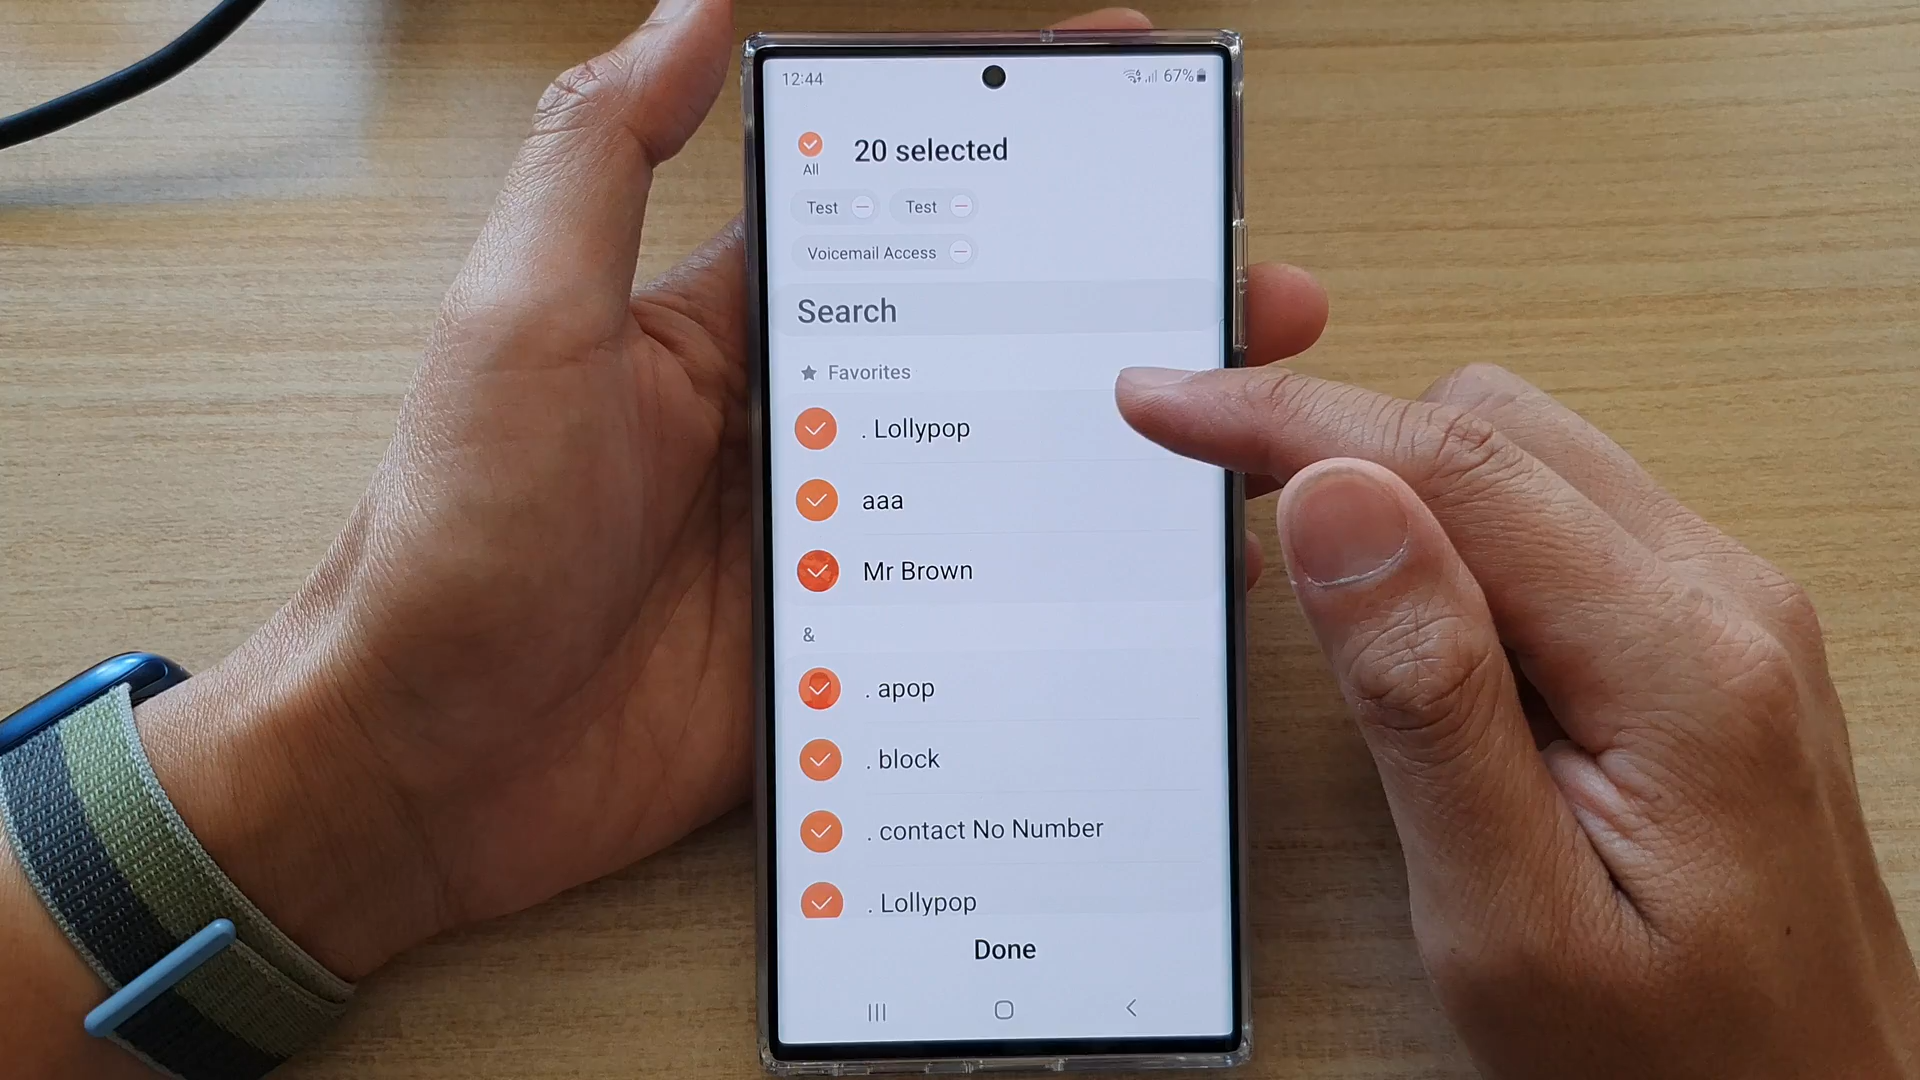 12:44 67%
20 selected
All
Test Test
Voicemail Access
Search
Favorites
. Lollypop
aaa
Mr Brown
&
. apop
. block
. contact No Number
. Lollypop
Done